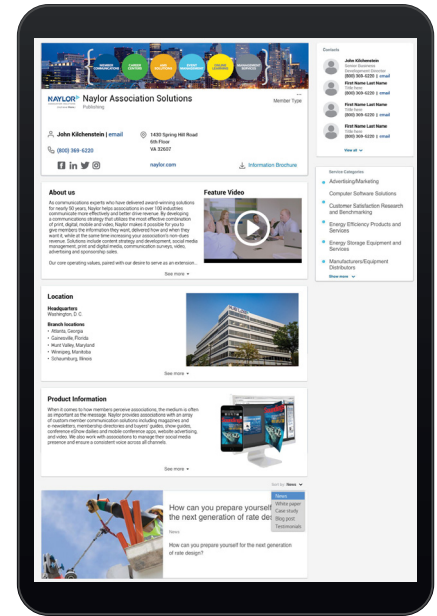 MEMBER COMMUNICATIONS
CAREER CENTERS
EVENT MANAGEMENT
ONLINE LEARNING
MANAGEMENT SERVICES
NAYLOR
Naylor Association Solutions
Publishing
Member Type
John Kilchenstein | email
(800) 369-6220
1430 Spring Hill Road
6th Floor
VA 32607
naylor.com
Information Brochure
About us
As communications experts who have delivered award-winning solutions
for nearly 50 years, Naylor helps associations in over 100 industries
communicate more effectively and better drive revenue. By developing
a communications strategy that utilizes the most effective combination
of print, digital, mobile and video, Naylor makes it possible for you to
give members the information they want, delivered how and when they
want it, while at the same time increasing your association's non-dues
revenue. Solutions include content strategy and development, social media
management, print and digital media, communication surveys, video,
advertising and sponsorship sales.
Our core operating values, paired with our desire to serve as an extension...
See more
Feature Video
Location
Headquarters
Washington, D. C.
Branch locations
• Atlanta, Georgia
• Gainesville, Florida
• Hunt Valley, Maryland
• Winnipeg, Manitoba
• Schaumburg, Illinois
See more
Product Information
When it comes to how members perceive associations, the medium is often
as important as the message. Naylor provides associations with an array
of custom member communication solutions including magazines and
e-newsletters, membership directories and buyers' guides, show guides,
conference eShow dailies and mobile conference apps, website advertising,
and video. We also work with associations to manage their social media
presence and ensure a consistent voice across all channels.
See more
Sort by: News
News
White paper
Case study
Blog post
Testimonials
How can you prepare yourself
the next generation of rate des
News
How can you prepare yourself for the next generation
of rate design?
Contacts
John Kilchenstein
Senior Business
Development Director
(800) 369-6220 | email
First Name Last Name
Title here
(800) 369-6220 | email
First Name Last Name
Title here
(800) 369-6220 | email
First Name Last Name
Title here
(800) 369-6220 | email
View all
Service Categories
Advertising/Marketing
Computer Software Solutions
Customer Satisfaction Research
and Benchmarking
Energy Efficiency Products and
Services
Energy Storage Equipment and
Services
Manufacturers/Equipment
Distributors
Show more